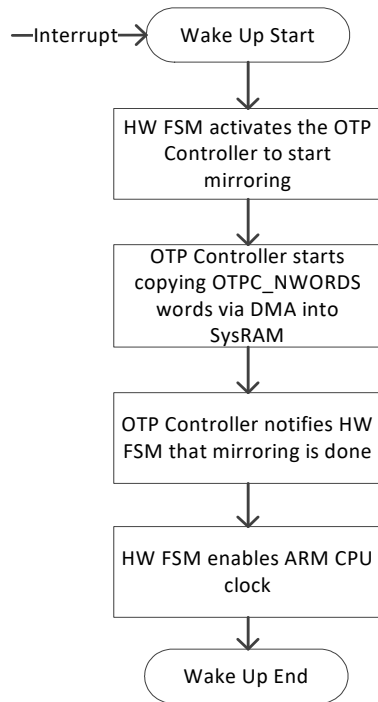 Interrupt
Wake Up Start
HW FSM activates the OTP
Controller to start
mirroring
OTP Controller starts
copying OTPC_NWORDS
words via DMA into
SysRAM
OTP Controller notifies HW
FSM that mirroring is done
HW FSM enables ARM CPU
clock
Wake Up End